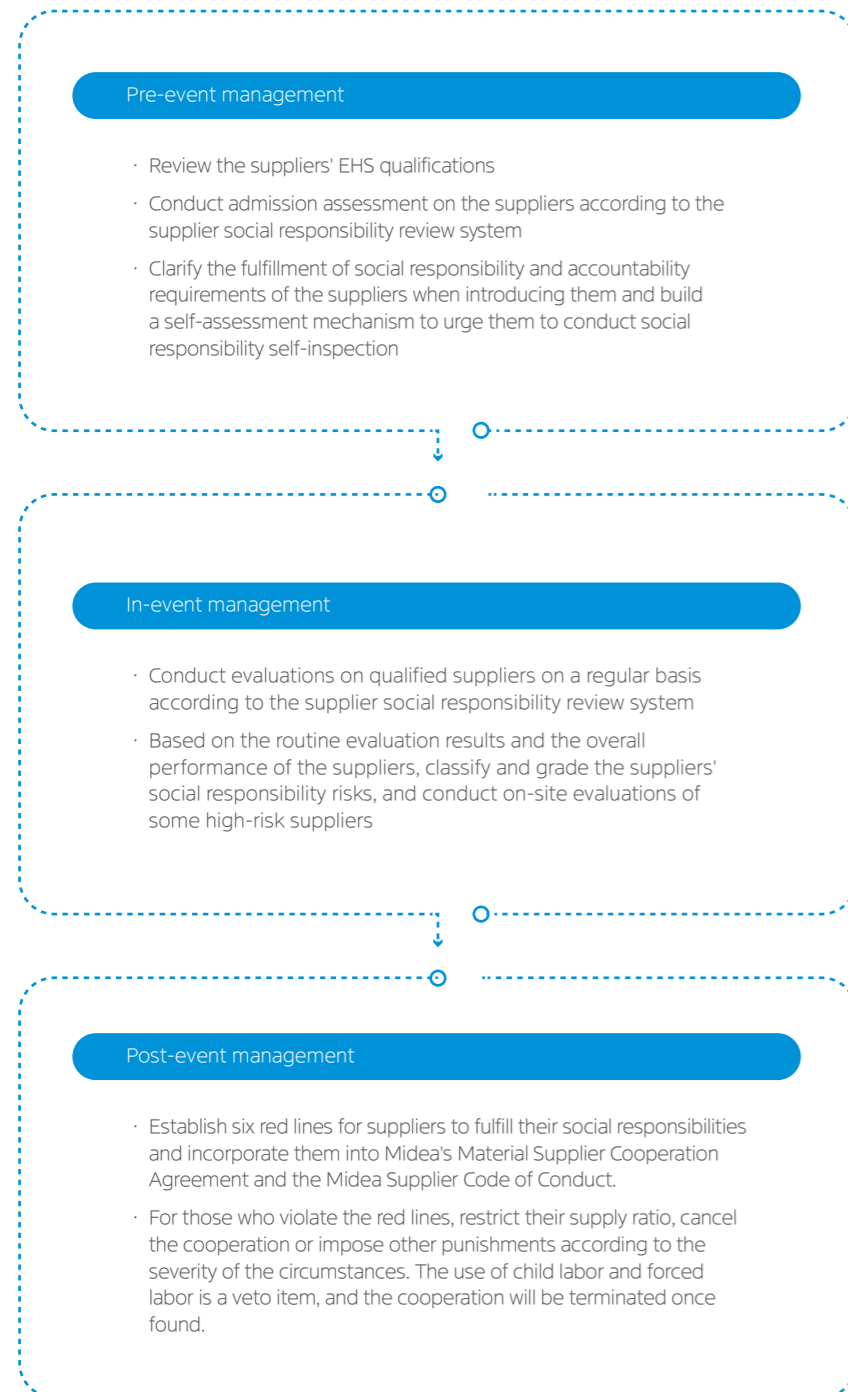 Pre-event management
· Review the suppliers' EHS qualifications
· Conduct admission assessment on the suppliers according to the
supplier social responsibility review system
· Clarify the fulfillment of social responsibility and accountability
requirements of the suppliers when introducing them and build
a self-assessment mechanism to urge them to conduct social
responsibility self-inspection
In-event management
· Conduct evaluations on qualified suppliers on a regular basis
according to the supplier social responsibility review system
· Based on the routine evaluation results and the overall
performance of the suppliers, classify and grade the suppliers'
social responsibility risks, and conduct on-site evaluations of
some high-risk suppliers
Post-event management
· Establish six red lines for suppliers to fulfill their social responsibilities
and incorporate them into Midea's Material Supplier Cooperation
Agreement and the Midea Supplier Code of Conduct.
· For those who violate the red lines, restrict their supply ratio, cancel
the cooperation or impose other punishments according to the
severity of the circumstances. The use of child labor and forced
labor is a veto item, and the cooperation will be terminated once
found.